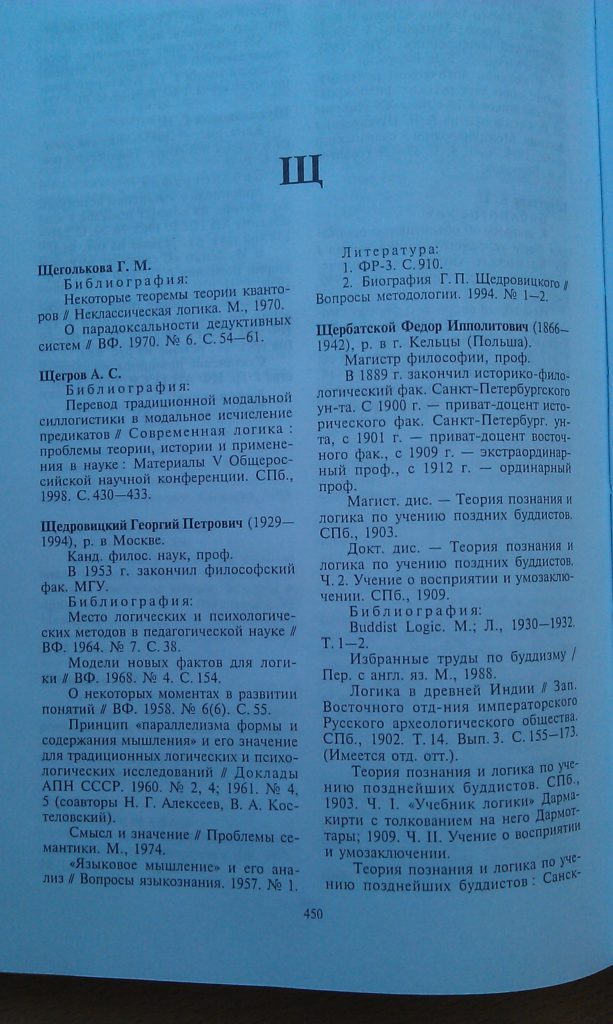 Щ
Щеголькова Г. М.
Библиография:
Некоторые теоремы теории кванто-
ров // Неклассическая логика. М., 1970.
О парадоксальности дедуктивных
систем // ВФ. 1970. № 6. С. 54—61.
Щегров А. С.
Библиография:
Перевод традиционной модальной
силлогистики в модальное исчисление
предикатов // Современная логика :
проблемы теории, истории и примене-
ния в науке : Материалы V Общерос-
сийской научной конференции. СПб.,
1998. С. 430—433.
Щедровицкий Георгий Петрович (1929—
1994), р. в Москве.
Канд. филос. наук, проф.
В 1953 г. закончил философский
фак. МГУ.
Библиография:
Место логических и психологиче-
ских методов в педагогической науке //
ВФ. 1964. № 7. С. 38.
Модели новых фактов для логи-
ки // ВФ. 1968. № 4. С. 154.
О некоторых моментах в развитии
понятий // ВФ. 1958. № 6(6). С. 55.
Принцип «параллелизма формы и
содержания мышления» и его значение
для традиционных логических и психо-
логических исследований // Доклады
АПН СССР. 1960. № 2, 4; 1961. № 4,
5 (соавторы Н. Г. Алексеев, В. А. Кос-
теловский).
Смысл и значение // Проблемы се-
мантики. М., 1974.
«Языковое мышление» и его ана-
лиз // Вопросы языкознания. 1957. № 1.
Литература:
1. ФР-3. С. 910.
2. Биография Г. П. Щедровицкого //
Вопросы методологии. 1994. № 1—2.
Щербатской Федор Ипполитович (1866—
1942), р. в г. Кельцы (Польша).
Магистр философии, проф.
В 1889 г. закончил историко-фило-
логический фак. Санкт-Петербургского
ун-та. С 1900 г. — приват-доцент исто-
рического фак. Санкт-Петербург. ун-
та, с 1901 г. — приват-доцент восточ-
ного фак., с 1909 г. — экстраординар-
ный проф., с 1912 г. — ординарный
проф.
Магист. дис. — Теория познания и
логика по учению поздних буддистов.
СПб., 1903.
Докт. дис. — Теория познания и
логика по учению поздних буддистов.
Ч. 2. Учение о восприятии и умозаклю-
чении. СПб., 1909.
Библиография:
Buddist Logic. М.; Л., 1930—1932.
Т. 1—2.
Избранные труды по буддизму /
Пер. с англ. яз. М., 1988.
Логика в древней Индии // Зап.
Восточного отд-ния императорского
Русского археологического общества.
СПб., 1902. Т. 14. Вып. 3. С. 155—173.
(Имеется отд. отт.).
Теория познания и логика по уче-
нию позднейших буддистов. СПб.,
1903. Ч. I. «Учебник логики» Дарма-
кирти с толкованием на него Дармот-
тары; 1909. Ч. II. Учение о восприятии
и умозаключении.
Теория познания и логика по уче-
нию позднейших буддистов : Санск-
450